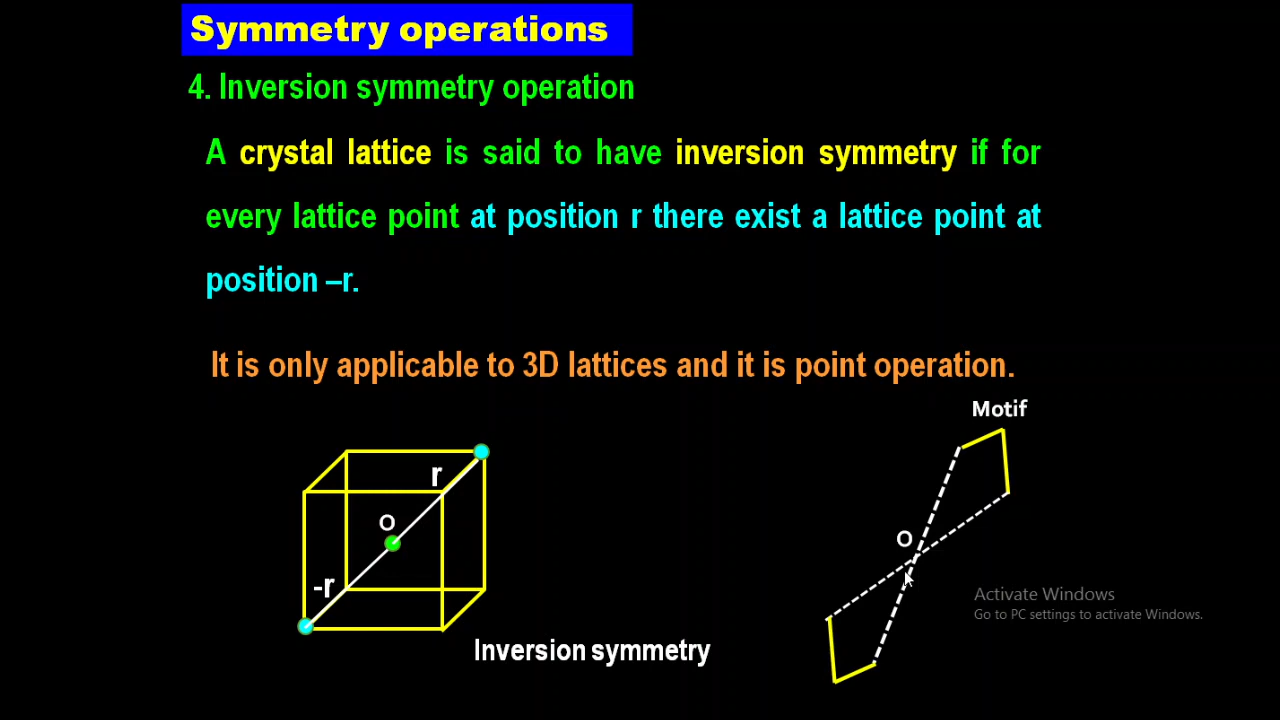 Symmetry operations
4. Inversion symmetry operation
A crystal lattice is said to have inversion symmetry if for
every lattice point at position r there exist a lattice point at
position –r.
It is only applicable to 3D lattices and it is point operation.
Motif
r
O
O
-r
Activate Windows
Go to PC settings to activate Windows.
Inversion symmetry